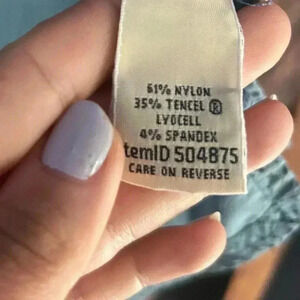 61% NYLON
35% TENCEL ®
LYOCELL
4% SPANDEX
temID 504875
CARE ON REVERSE